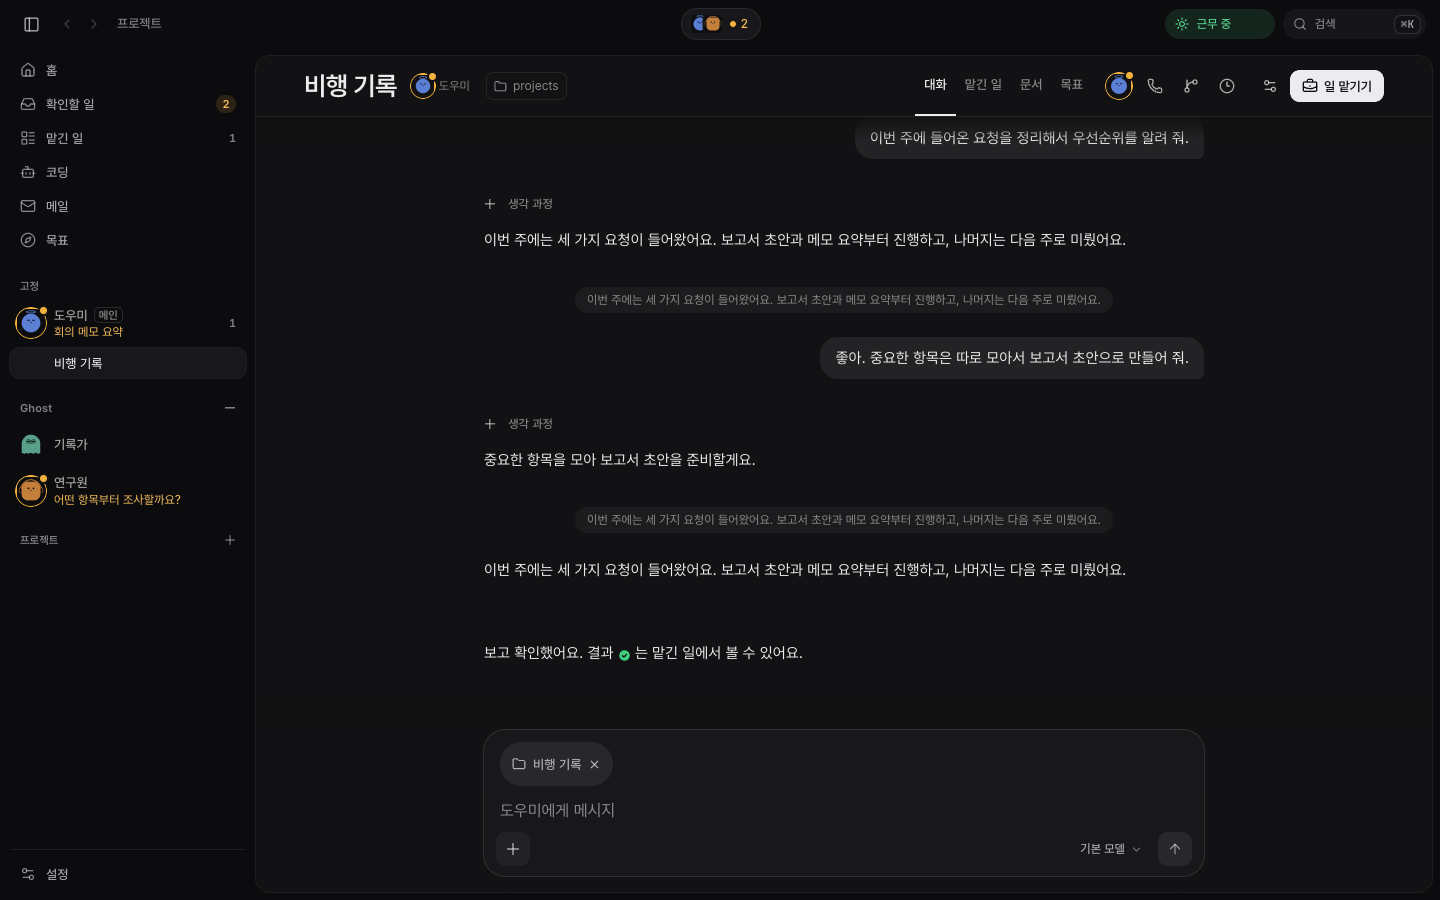 프로젝트
2
근무 중
검색
⌘K
홈
확인할 일
2
맡긴 일
1
코딩
메일
목표
고정
도우미
메인
회의 메모 요약
1
비행 기록
Ghost
기록가
연구원
어떤 항목부터 조사할까요?
프로젝트
설정
비행 기록
도우미
projects
대화
맡긴 일
문서
목표
일 맡기기
이번 주에 들어온 요청을 정리해서 우선순위를 알려 줘.
생각 과정
이번 주에는 세 가지 요청이 들어왔어요. 보고서 초안과 메모 요약부터 진행하고, 나머지는 다음 주로 미뤘어요.
이번 주에는 세 가지 요청이 들어왔어요. 보고서 초안과 메모 요약부터 진행하고, 나머지는 다음 주로 미뤘어요.
좋아. 중요한 항목은 따로 모아서 보고서 초안으로 만들어 줘.
생각 과정
중요한 항목을 모아 보고서 초안을 준비할게요.
이번 주에는 세 가지 요청이 들어왔어요. 보고서 초안과 메모 요약부터 진행하고, 나머지는 다음 주로 미뤘어요.
이번 주에는 세 가지 요청이 들어왔어요. 보고서 초안과 메모 요약부터 진행하고, 나머지는 다음 주로 미뤘어요.
보고 확인했어요. 결과 는 맡긴 일에서 볼 수 있어요.
비행 기록
도우미에게 메시지
기본 모델